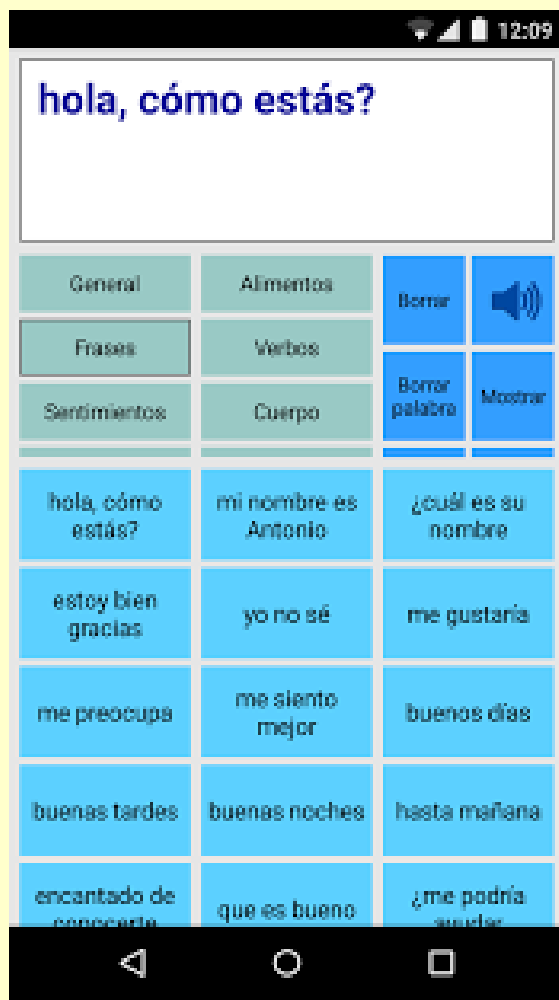 12:09
hola, cómo estás?
General
Alimentos
Borrar
Frases
Verbos
Borrar
palabra
Mostrar
Sentimientos
Cuerpo
hola, cómo
estás?
mi nombre es
Antonio
¿cuál es su
nombre
estoy bien
gracias
yo no sé
me gustaría
me preocupa
me siento
mejor
buenos días
buenas tardes
buenas noches
hasta mañana
encantado de
conocerte
que es bueno
¿me podría
ayudar